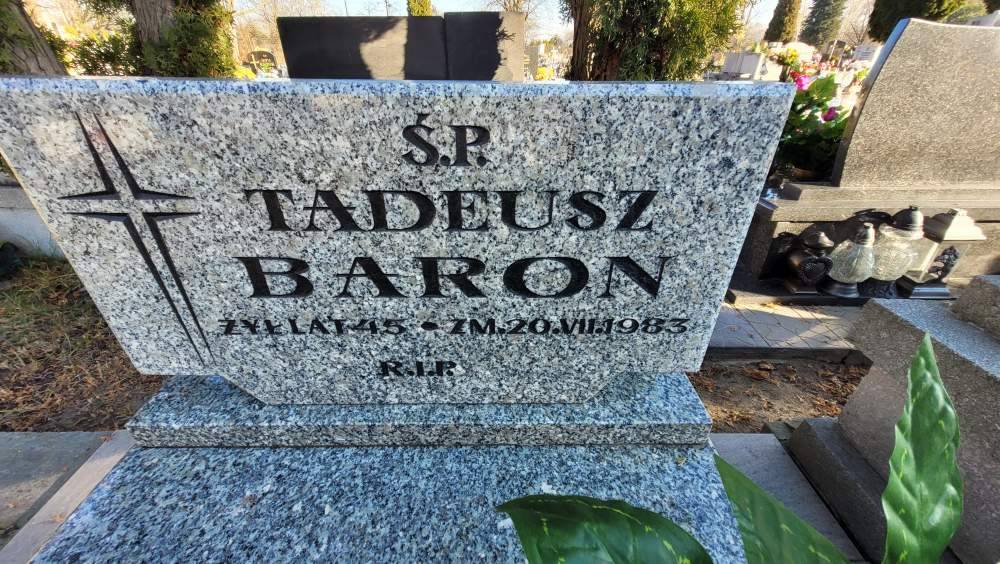 Ś.P.
TADEUSZ
BARON
ŻYŁ LAT 45 • ZM. 20.VII.1983
R.I.P.